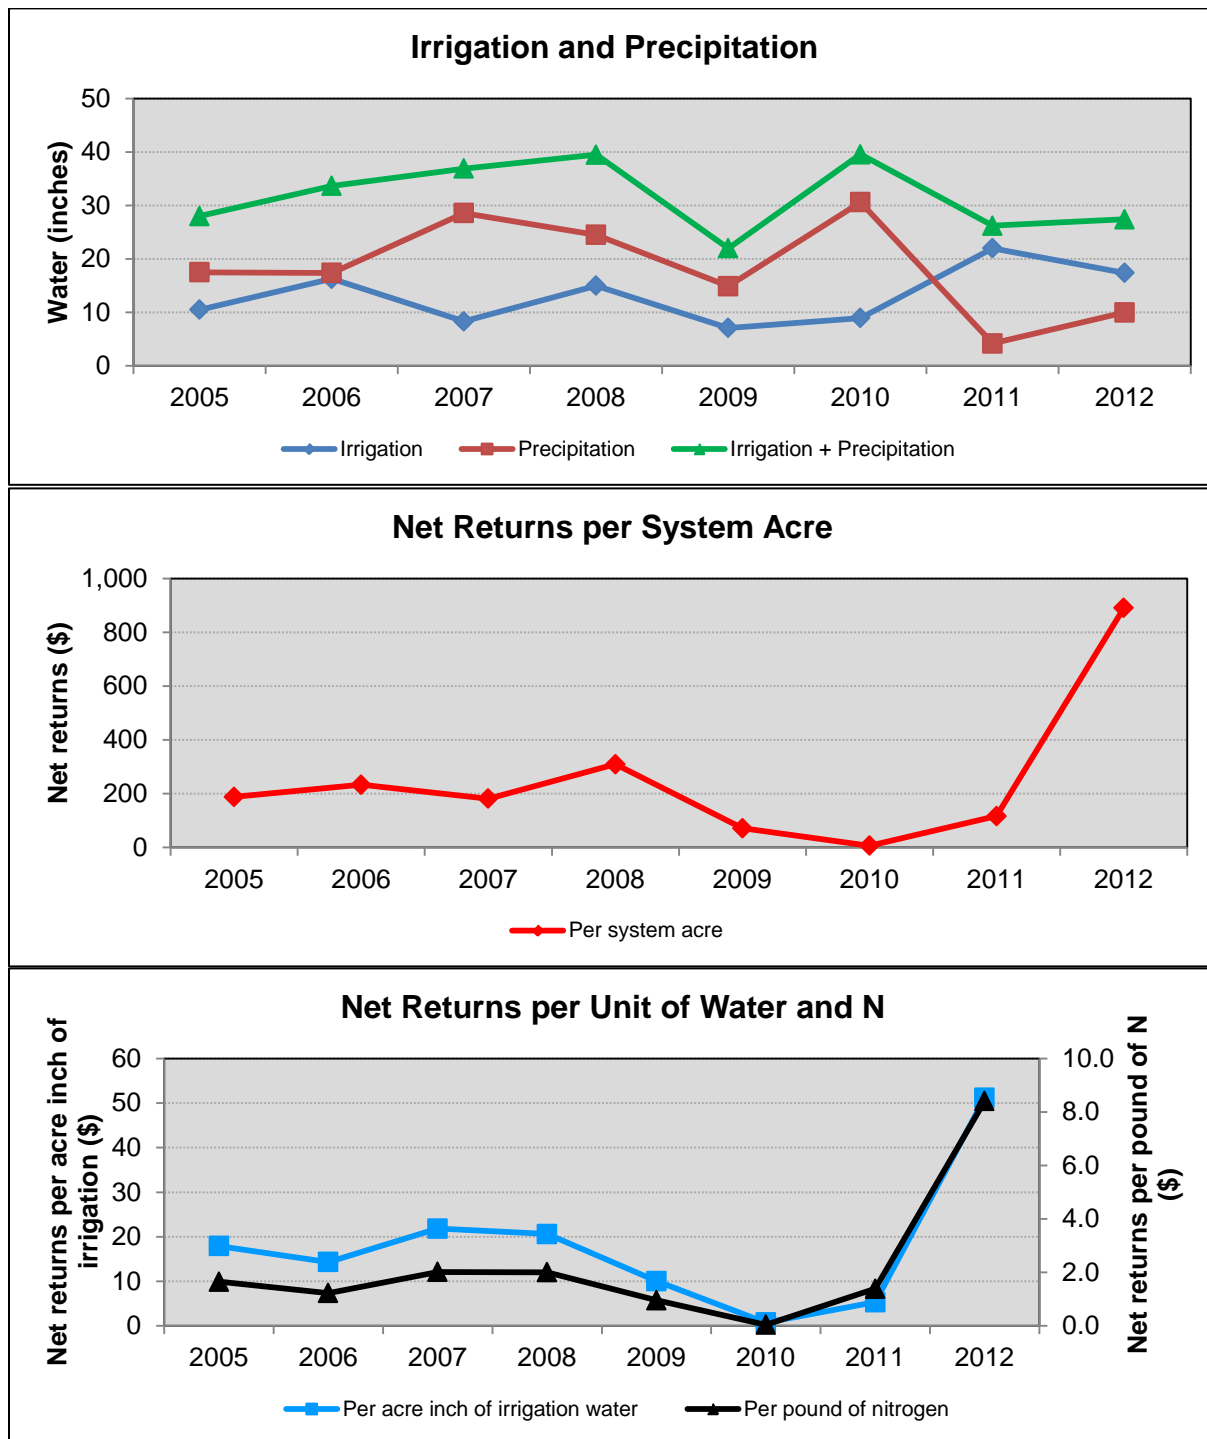 Irrigation and Precipitation
Water (inches)
50
40
30
20
10
0
2005 2006 2007 2008 2009 2010 2011 2012
Irrigation Precipitation Irrigation + Precipitation
Net Returns per System Acre
Net returns ($)
1,000
800
600
400
200
0
2005 2006 2007 2008 2009 2010 2011 2012
Per system acre
Net Returns per Unit of Water and N
Net returns per acre inch of
irrigation ($)
60
50
40
30
20
10
0
10.0
8.0
6.0
4.0
2.0
0.0
Net returns per pound of N
($)
2005 2006 2007 2008 2009 2010 2011 2012
Per acre inch of irrigation water Per pound of nitrogen